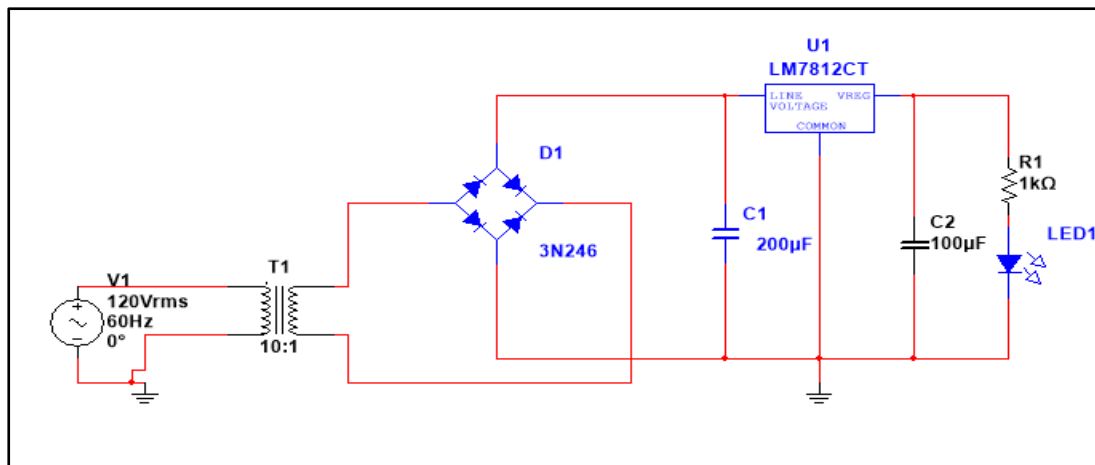 U1
LM7812CT
LINE VREG
VOLTAGE
COMMON
D1
3N246
C1
200µF
C2
100µF
R1
1kΩ
LED1
V1
120Vrms
60Hz
0°
T1
10:1